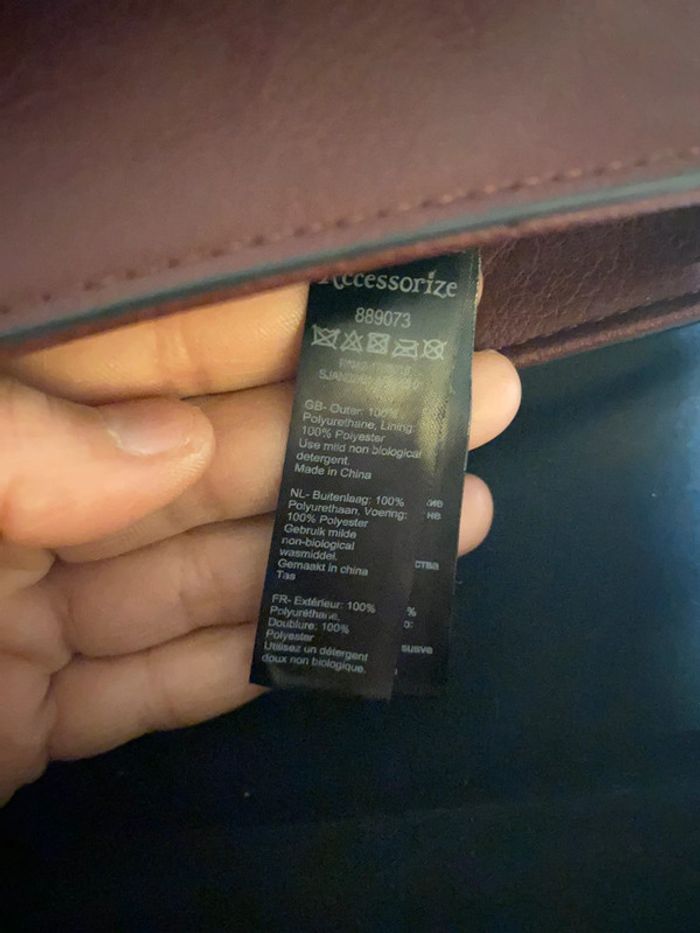 Accessorize
889073
GB- Outer: 100%
Polyurethane, Lining:
100% Polyester
Use mild non biological
detergent.
Made in China
NL- Buitenlaag: 100%
Polyurethaan, Voering:
100% Polyester
Gebruik milde
non-biological
wasmiddel.
Gemaakt in china
Tas
FR- Extérieur: 100%
Polyuréthane,
Doublure: 100%
Polyester
Utilisez un détergent
doux non biologique.